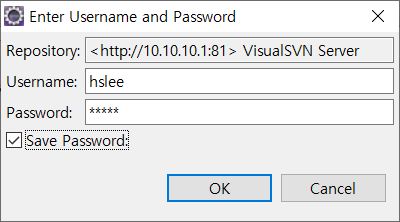 Enter Username and Password
Repository: <http://10.10.10.1:81> VisualSVN Server
Username: hslee
Password: *****
Save Password:
OK Cancel